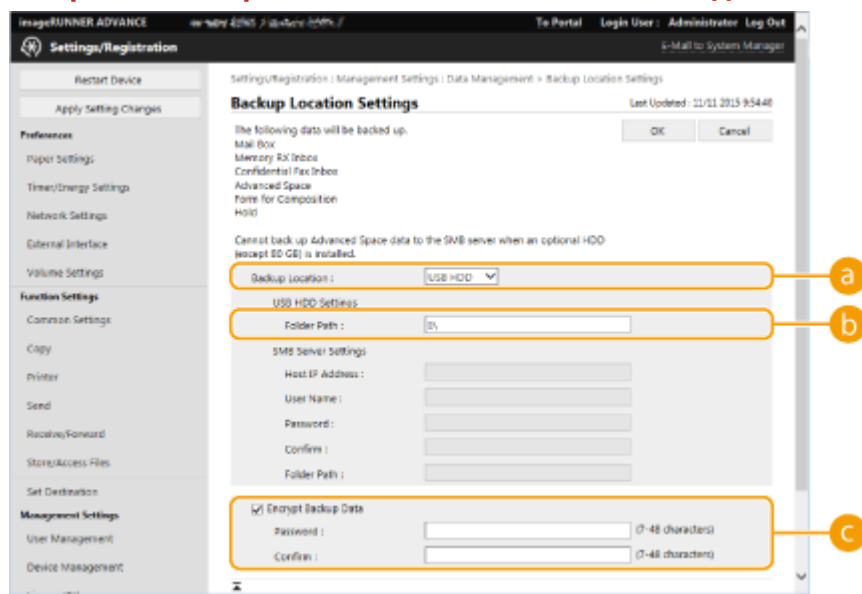 imageRUNNER ADVANCE
To Portal Login User : Administrator Log Out
Settings/Registration
E-Mail to System Manager
Restart Device
Apply Setting Changes
Preferences
Paper Settings
Timer/Energy Settings
Network Settings
External Interface
Volume Settings
Function Settings
Common Settings
Copy
Printer
Send
Receive/Forward
Store/Access Files
Set Destination
Management Settings
User Management
Device Management
Settings/Registration : Management Settings : Data Management > Backup Location Settings
Backup Location Settings
Last Updated : 11/11 2015 9:54:40
OK Cancel
The following data will be backed up.
Mail Box
Memory RX Inbox
Confidential Fax Inbox
Advanced Space
Form for Composition
Hold
Cannot back up Advanced Space data to the SMB server when an optional HDD
(except 80 GB) is installed.
Backup Location : USB HDD
a
USB HDD Settings
Folder Path :
b
SMB Server Settings
Host IP Address :
User Name :
Password :
Confirm :
Folder Path :
Encrypt Backup Data
Password : (7-48 characters)
Confirm : (7-48 characters)
c